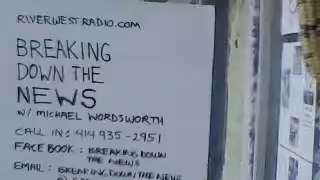 RIVERWESTRADIO.COM
BREAKING
DOWN THE
NEWS
W/ MICHAEL WORDSWORTH
CALL IN: 414 935-2951
FACEBOOK: BREAKING DOWN
THE NEWS
EMAIL: BREAKING DOWN THE NEWS